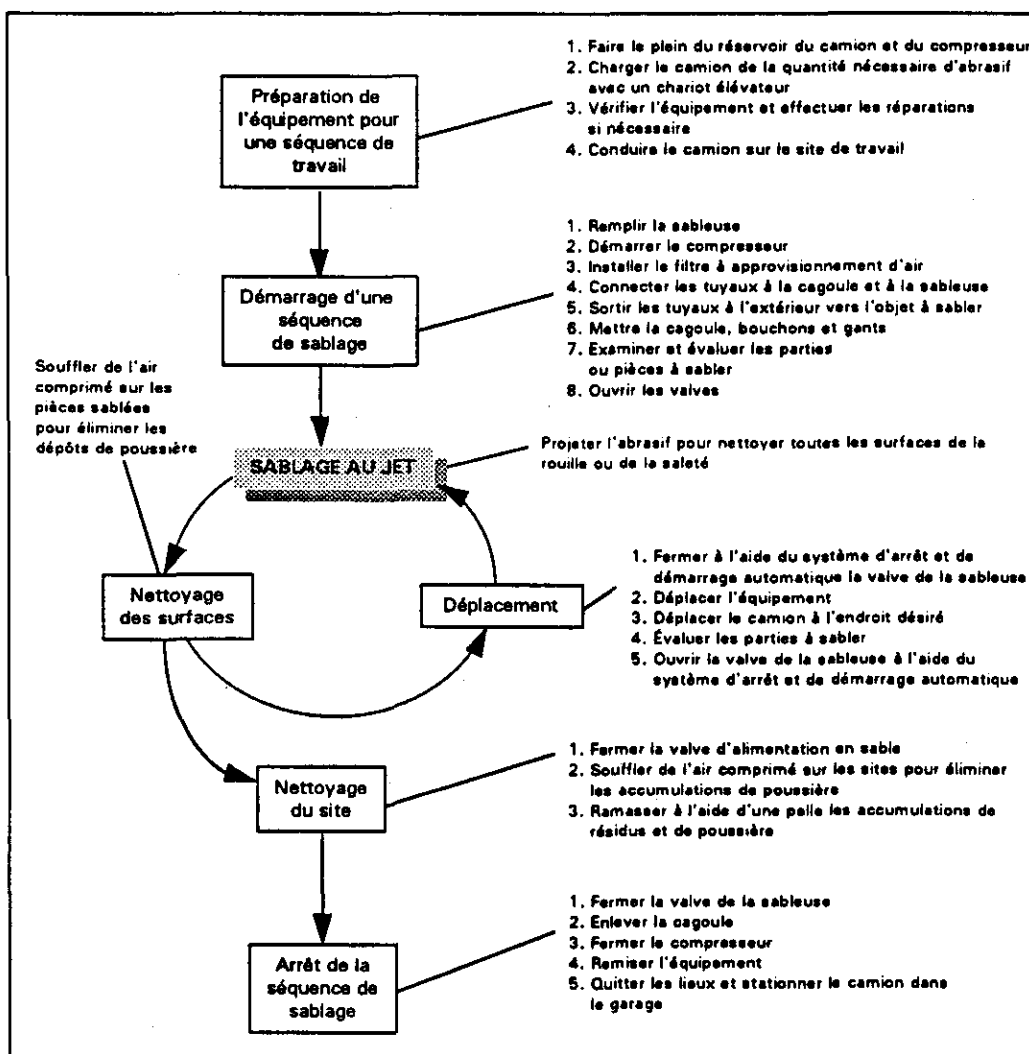 Préparation de
l'équipement pour
une séquence de
travail
1. Faire le plein du réservoir du camion et du compresseur
2. Charger le camion de la quantité nécessaire d'abrasif
avec un chariot élévateur
3. Vérifier l'équipement et effectuer les réparations
si nécessaire
4. Conduire le camion sur le site de travail
Démarrage d'une
séquence
de sablage
1. Remplir la sableuse
2. Démarrer le compresseur
3. Installer le filtre à approvisionnement d'air
4. Connecter les tuyaux à la cagoule et à la sableuse
5. Sortir les tuyaux à l'extérieur vers l'objet à sabler
6. Mettre la cagoule, bouchons et gants
7. Examiner et évaluer les parties
ou pièces à sabler
8. Ouvrir les valves
Souffler de l'air
comprimé sur les
pièces sablées
pour éliminer les
dépôts de poussière
SABLAGE AU JET
Projeter l'abrasif pour nettoyer toutes les surfaces de la
rouille ou de la saleté
Nettoyage
des surfaces
Déplacement
1. Fermer à l'aide du système d'arrêt et de
démarrage automatique la valve de la sableuse
2. Déplacer l'équipement
3. Déplacer le camion à l'endroit désiré
4. Évaluer les parties à sabler
5. Ouvrir la valve de la sableuse à l'aide du
système d'arrêt et de démarrage automatique
Nettoyage
du site
1. Fermer la valve d'alimentation en sable
2. Souffler de l'air comprimé sur les sites pour éliminer
les accumulations de poussière
3. Ramasser à l'aide d'une pelle les accumulations de
résidus et de poussière
Arrêt de la
séquence de
sablage
1. Fermer la valve de la sableuse
2. Enlever la cagoule
3. Fermer le compresseur
4. Remiser l'équipement
5. Quitter les lieux et stationner le camion dans
le garage